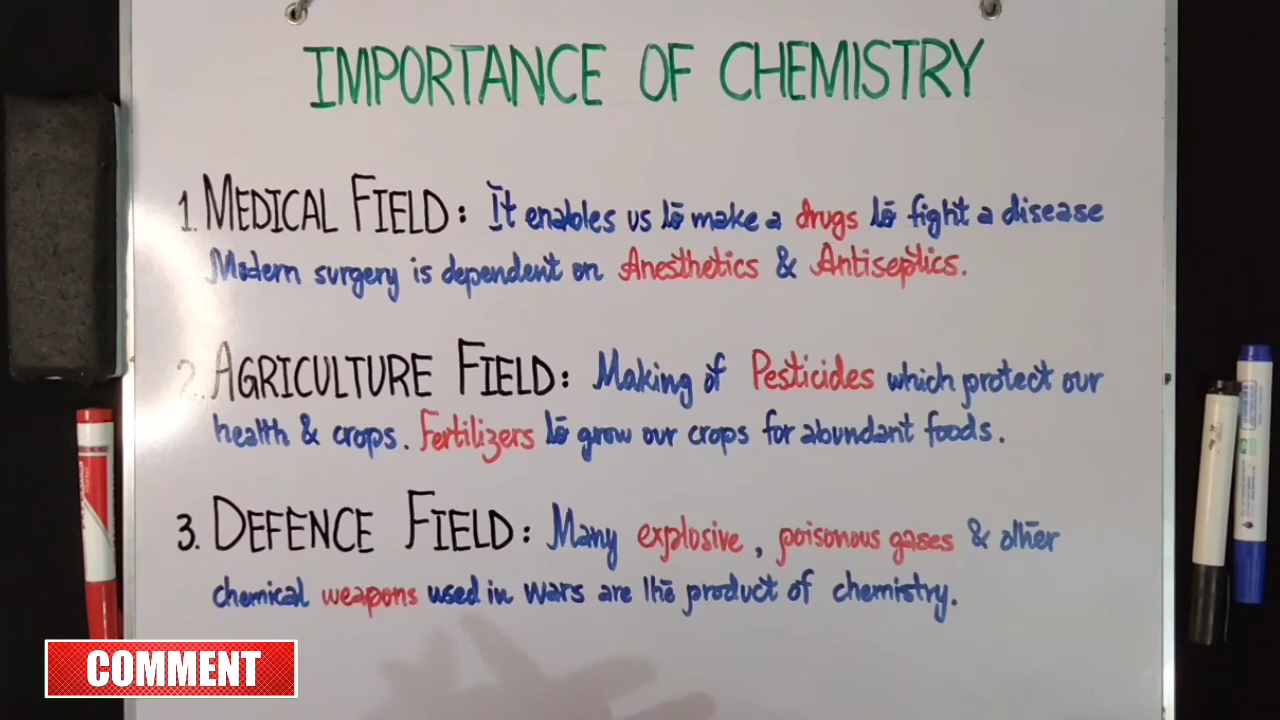 IMPORTANCE OF CHEMISTRY
1. MEDICAL FIELD: It enables us to make a drugs to fight a disease
Modern surgery is dependent on Anesthetics & Antiseptics.
2. AGRICULTURE FIELD: Making of Pesticides which protect our
health & crops. Fertilizers to grow our crops for abundant foods.
3. DEFENCE FIELD: Many explosive, poisonous gases & other
chemical weapons used in wars are the product of chemistry.
COMMENT